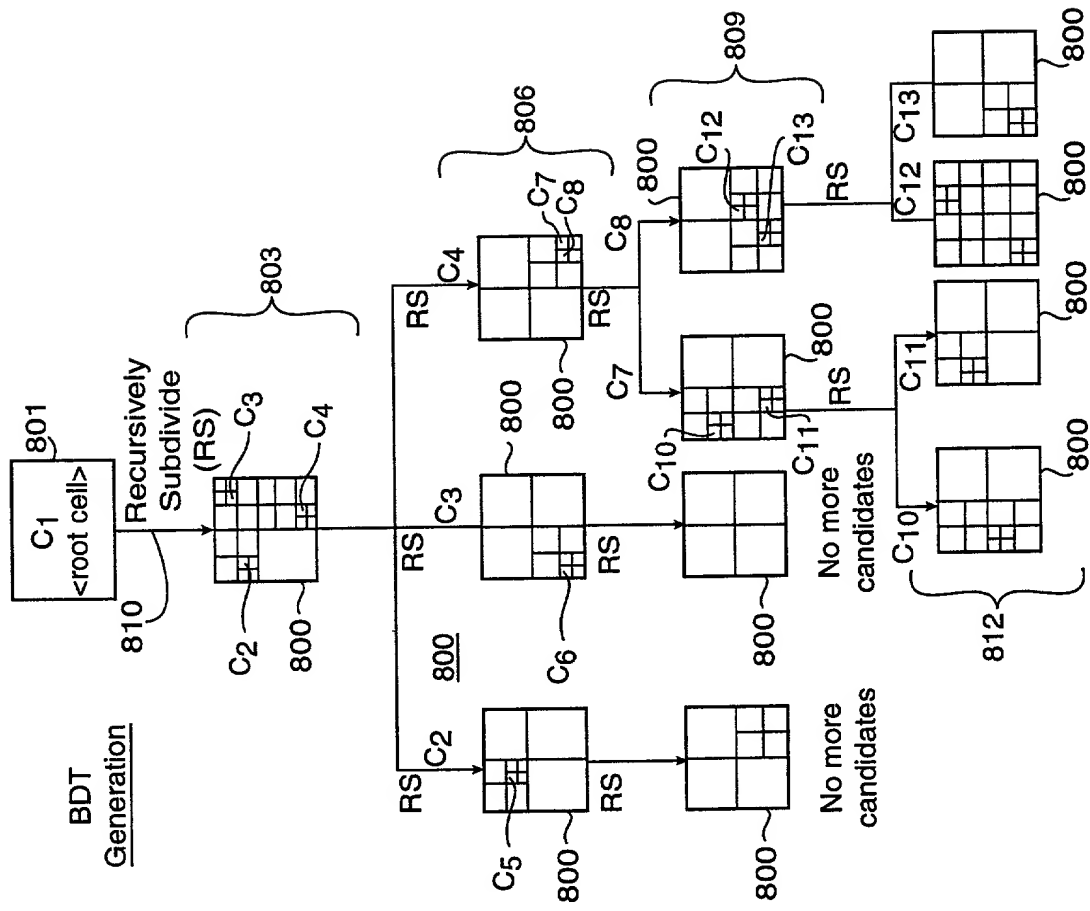 BDT
Generation
C1
<root cell>
801
810
Recursively
Subdivide
(RS)
803
C2
C3
C4
800
RS
C2
RS
C3
RS
C4
806
800
C5
800
800
C6
800
C7
C8
800
RS
RS
RS
C7
C8
809
800
No more
candidates
800
No more
candidates
C10
C11
800
800
C12
C13
RS
RS
C10
C11
C12
C13
812
800
800
800
800